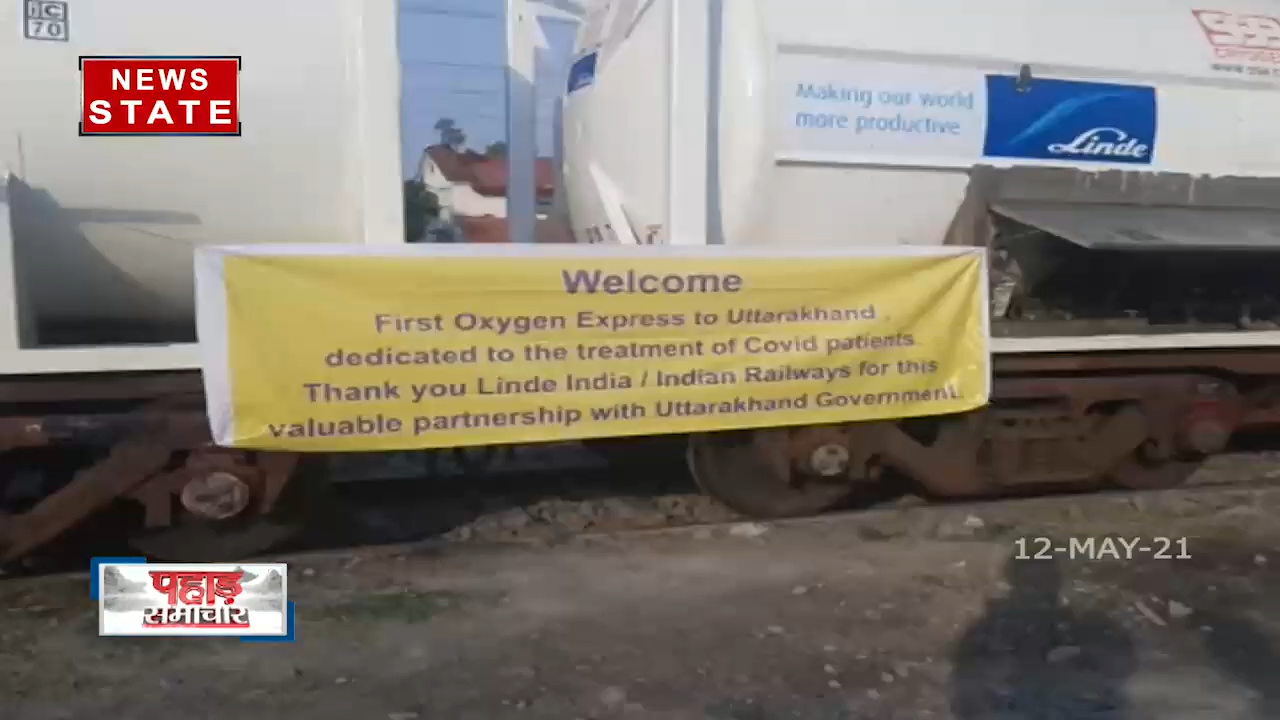 iC
70
NEWS
STATE
Making our world
more productive
Linde
Welcome
First Oxygen Express to Uttarakhand ,
dedicated to the treatment of Covid patients
Thank you Linde India / Indian Railways for this
valuable partnership with Uttarakhand Government.
12-MAY-21
पहाड़
समाचार